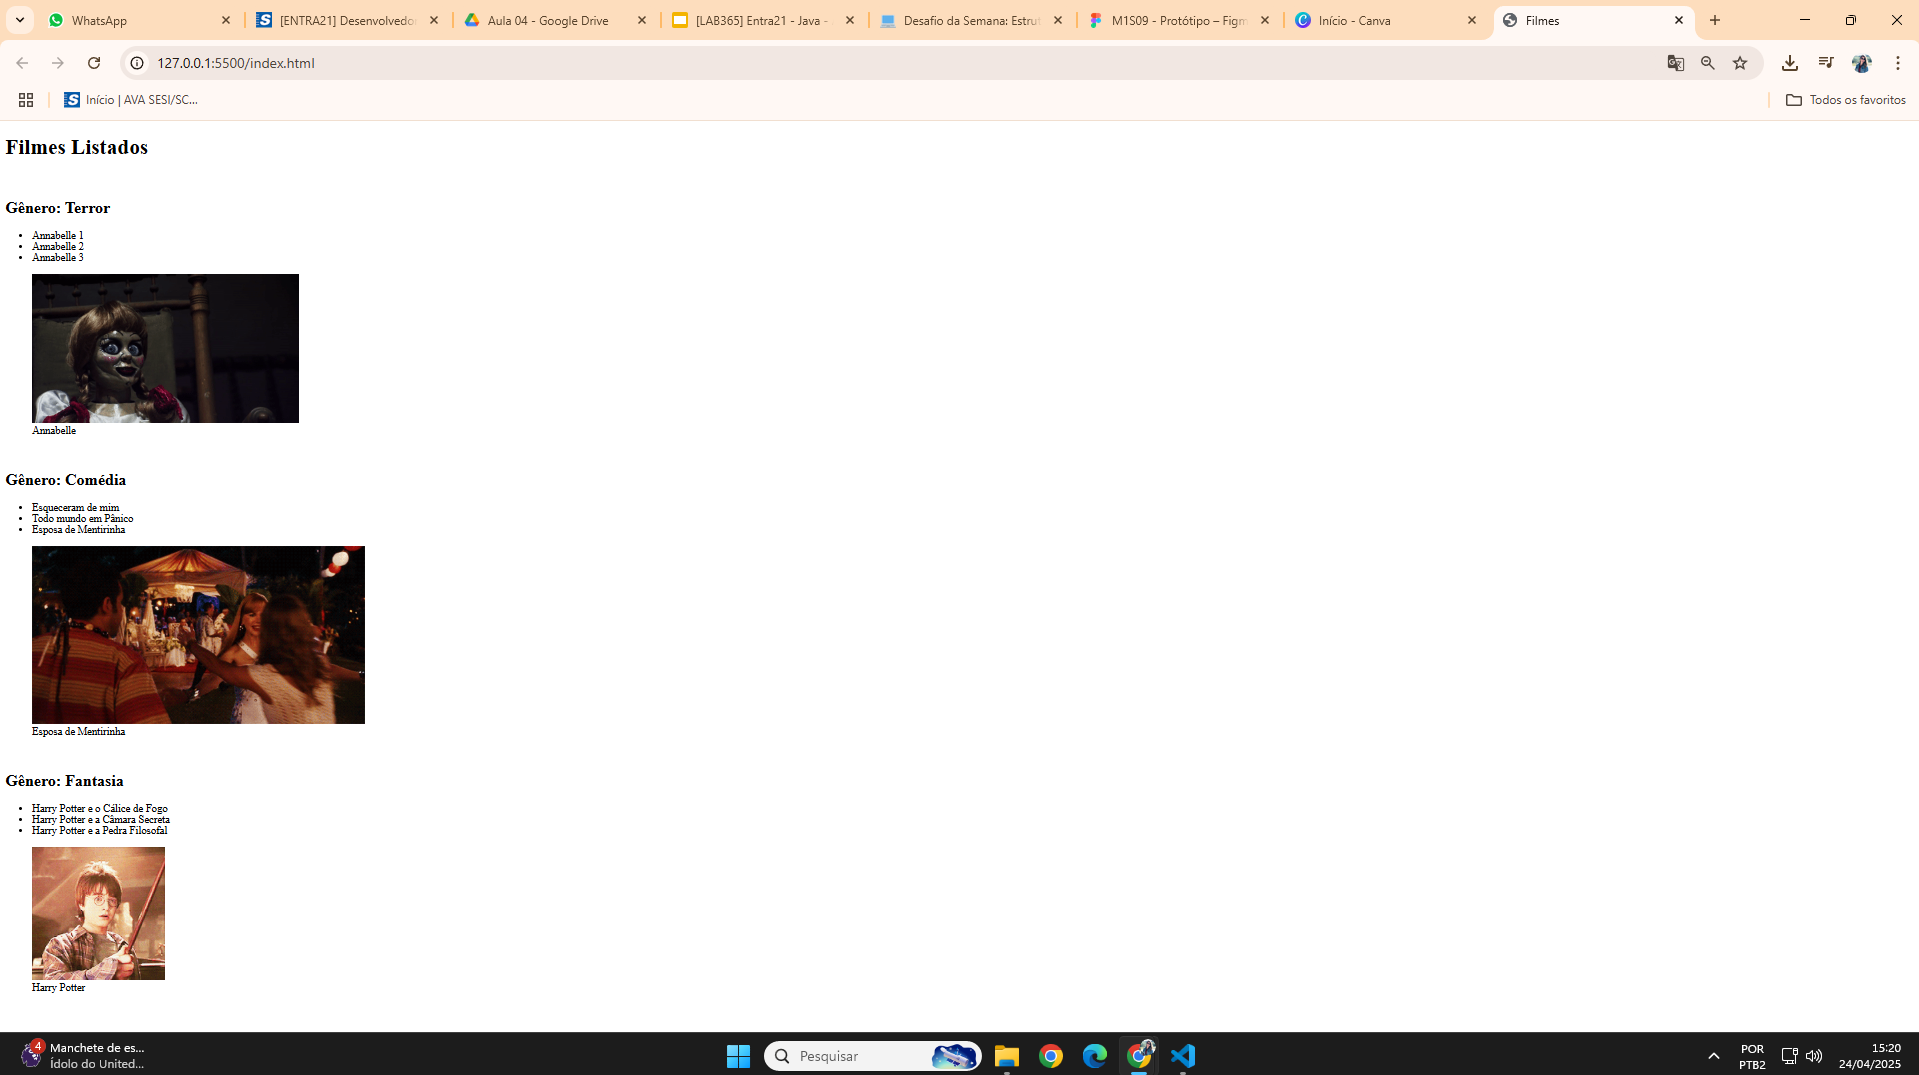 WhatsApp
[ENTRA21] Desenvolvedo
Aula 04 - Google Drive
[LAB365] Entra21 - Java -
Desafio da Semana: Estrut
M1S09 - Protótipo – Figm
Início - Canva
Filmes
127.0.0.1:5500/index.html
Início | AVA SESI/SC...
Todos os favoritos
Filmes Listados
Gênero: Terror
Annabelle 1
Annabelle 2
Annabelle 3
Annabelle
Gênero: Comédia
Esqueceram de mim
Todo mundo em Pânico
Esposa de Mentirinha
Esposa de Mentirinha
Gênero: Fantasia
Harry Potter e o Cálice de Fogo
Harry Potter e a Câmara Secreta
Harry Potter e a Pedra Filosofal
Harry Potter
4
Manchete de es...
Ídolo do United...
Pesquisar
POR
PTB2
15:20
24/04/2025